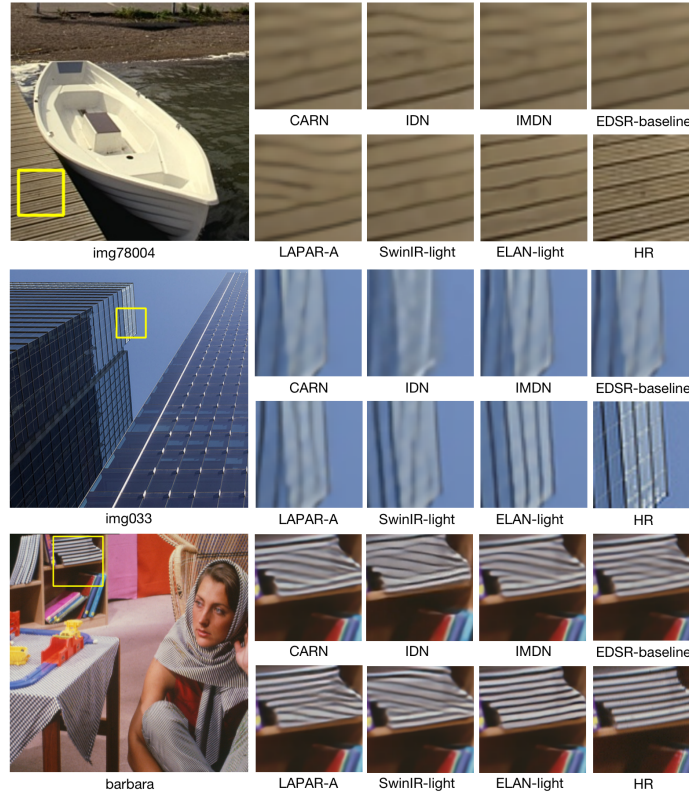 CARN IDN IMDN EDSR-baseline
LAPAR-A SwinIR-light ELAN-light HR
img78004
CARN IDN IMDN EDSR-baseline
LAPAR-A SwinIR-light ELAN-light HR
img033
CARN IDN IMDN EDSR-baseline
LAPAR-A SwinIR-light ELAN-light HR
barbara